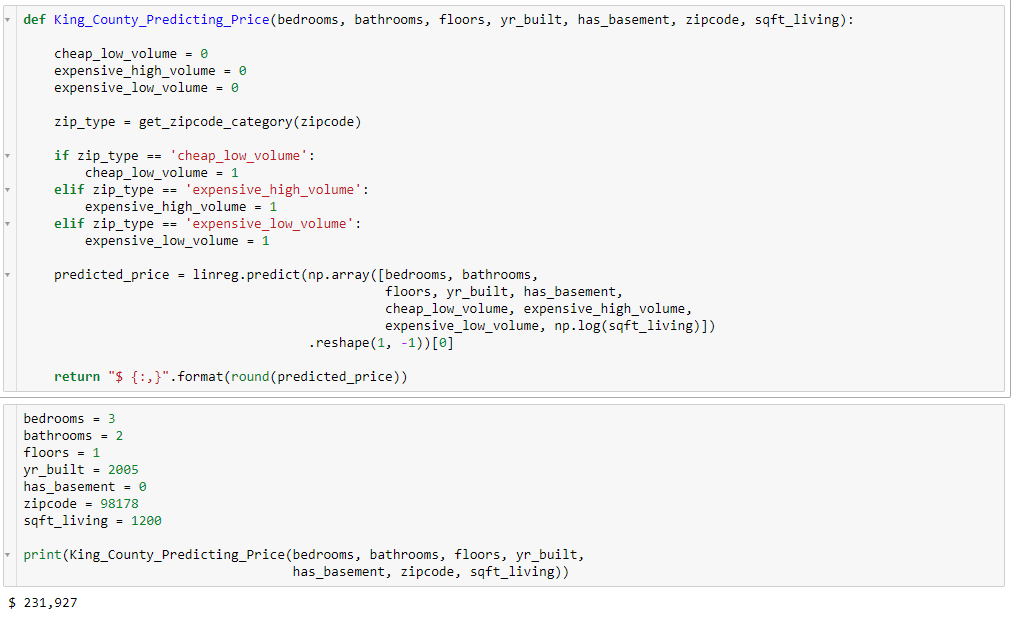 def King_County_Predicting_Price(bedrooms, bathrooms, floors, yr_built, has_basement, zipcode, sqft_living):
cheap_low_volume = 0
expensive_high_volume = 0
expensive_low_volume = 0
zip_type = get_zipcode_category(zipcode)
if zip_type == 'cheap_low_volume':
cheap_low_volume = 1
elif zip_type == 'expensive_high_volume':
expensive_high_volume = 1
elif zip_type == 'expensive_low_volume':
expensive_low_volume = 1
predicted_price = linreg.predict(np.array([bedrooms, bathrooms,
floors, yr_built, has_basement,
cheap_low_volume, expensive_high_volume,
expensive_low_volume, np.log(sqft_living)])
.reshape(1, -1))[0]
return "$ {:,}".format(round(predicted_price))
bedrooms = 3
bathrooms = 2
floors = 1
yr_built = 2005
has_basement = 0
zipcode = 98178
sqft_living = 1200
print(King_County_Predicting_Price(bedrooms, bathrooms, floors, yr_built,
has_basement, zipcode, sqft_living))
$ 231,927